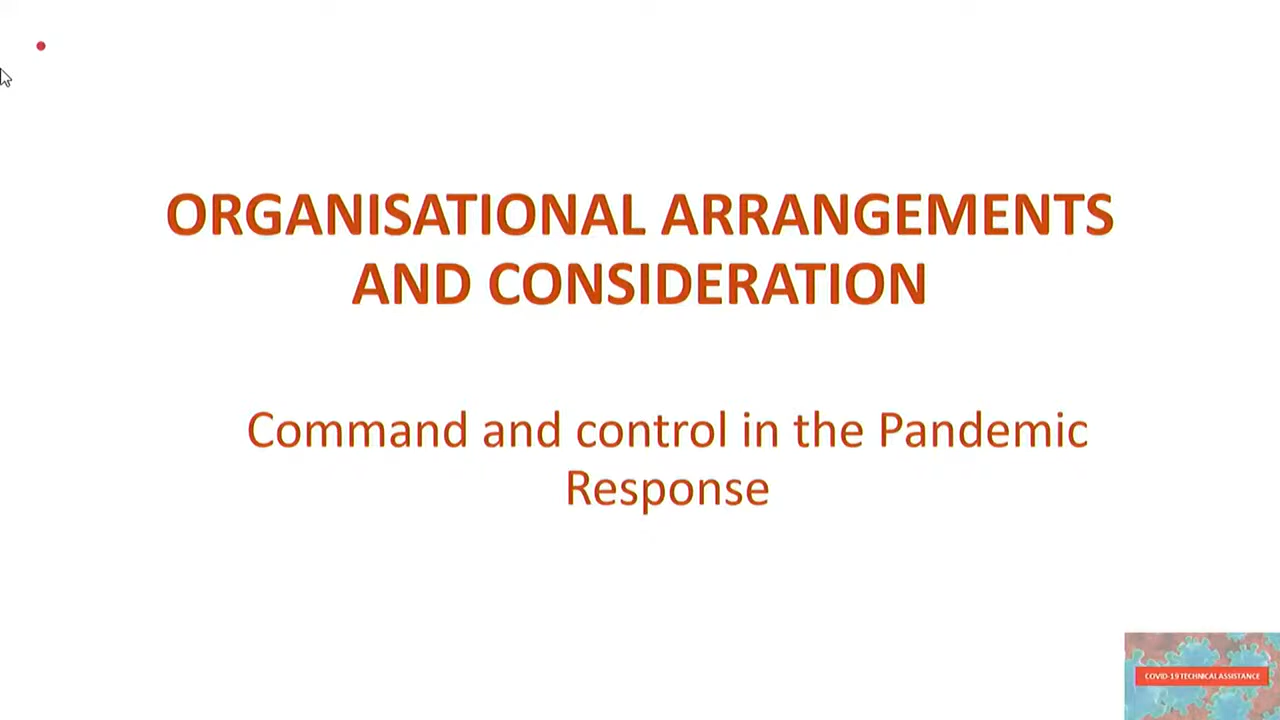 ORGANISATIONAL ARRANGEMENTS
AND CONSIDERATION
Command and control in the Pandemic
Response
COVID-19 TECHNICAL ASSISTANCE